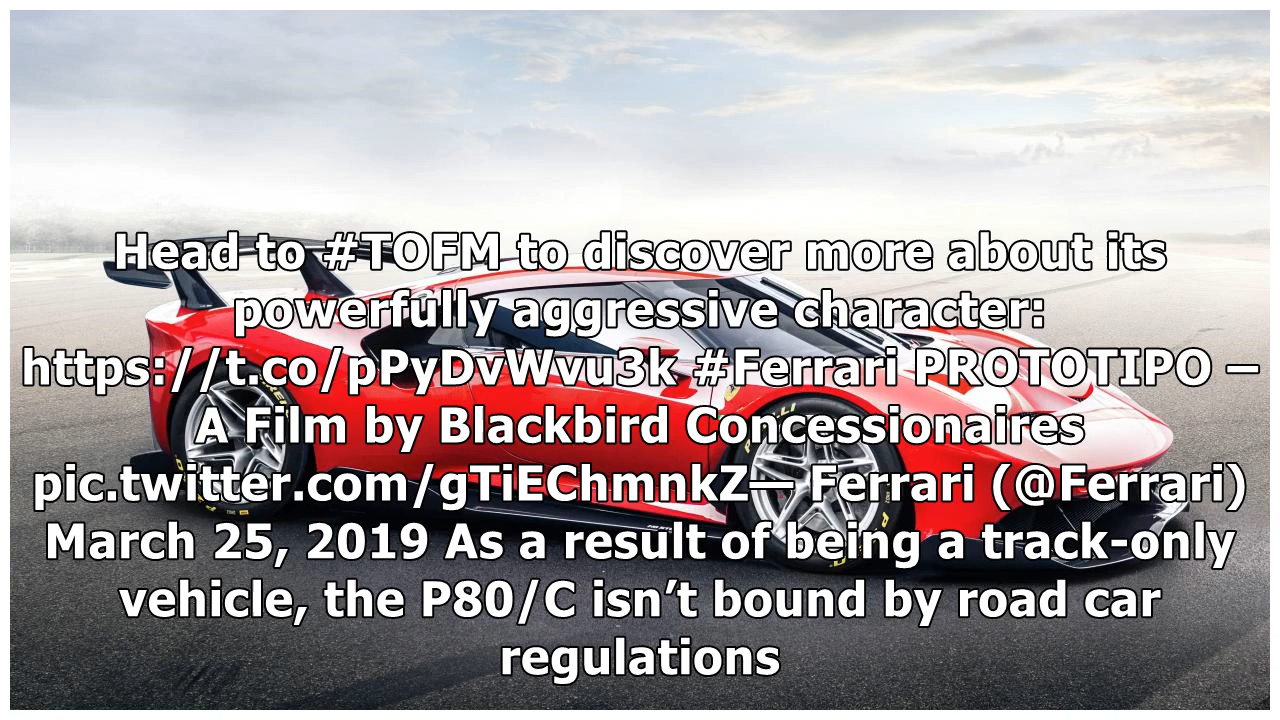 Head to #TOFM to discover more about its
powerfully aggressive character:
https://t.co/pPyDvWvu3k #Ferrari PROTOTIPO –
A Film by Blackbird Concessionaires
pic.twitter.com/gTiEChmnkZ— Ferrari (@Ferrari)
March 25, 2019 As a result of being a track-only
vehicle, the P80/C isn’t bound by road car
regulations